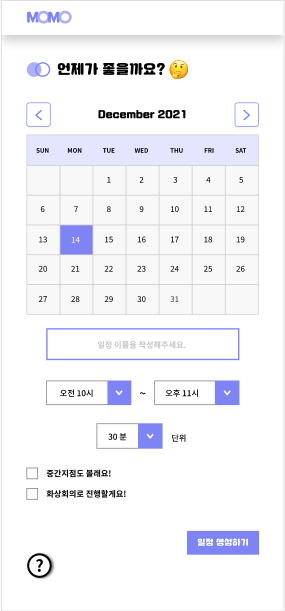 MOMO
언제가 좋을까요? 🤔
December 2021
SUN MON TUE WED THU FRI SAT
1 2 3 4 5
6 7 8 9 10 11 12
13 14 15 16 17 18 19
20 21 22 23 24 25 26
27 28 29 30 31
일정 이름을 작성해주세요.
오전 10시 ~ 오후 11시
30 분 단위
중간지점도 볼래요!
화상회의로 진행할게요!
일정 생성하기
?